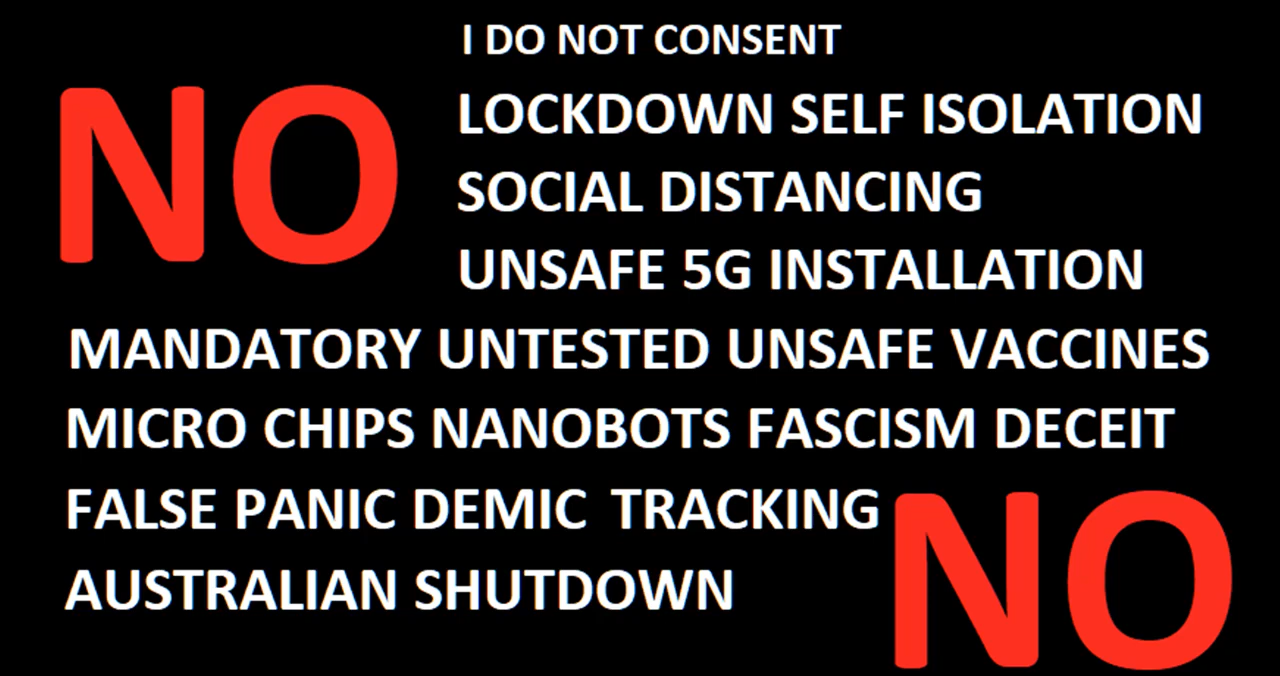 I DO NOT CONSENT
NO
LOCKDOWN SELF ISOLATION
SOCIAL DISTANCING
UNSAFE 5G INSTALLATION
MANDATORY UNTESTED UNSAFE VACCINES
MICRO CHIPS NANOBOTS FASCISM DECEIT
FALSE PANIC DEMIC TRACKING
AUSTRALIAN SHUTDOWN
NO